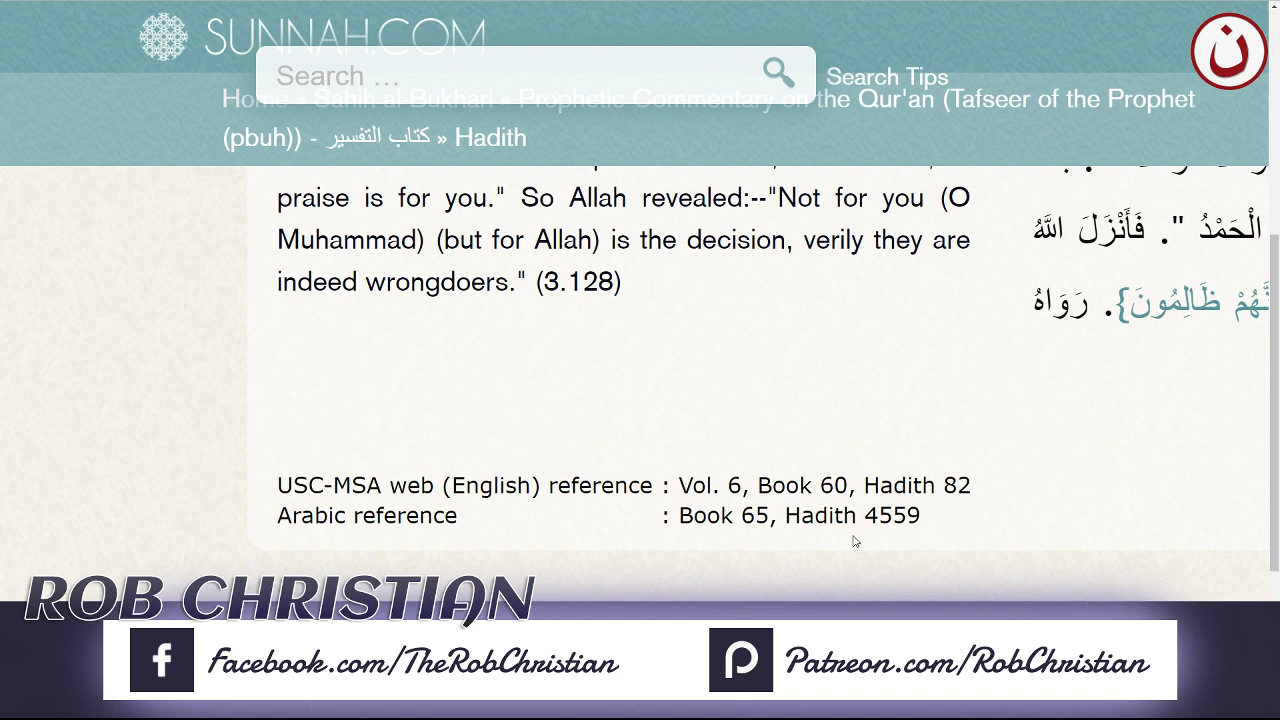 SUNNAH.COM
Search ...
Search Tips
ن
Home » Sahih al-Bukhari » Prophetic Commentary on the Qur'an (Tafseer of the Prophet
(pbuh)) - كتاب التفسير » Hadith
praise is for you." So Allah revealed:--"Not for you (O
Muhammad) (but for Allah) is the decision, verily they are
indeed wrongdoers." (3.128)
الْحَمْدُ ‏"‏‏.‏ فَأَنْزَلَ اللَّهُ
ظَالِمُونَ}‏‏.‏ رَوَاهُ
USC-MSA web (English) reference : Vol. 6, Book 60, Hadith 82
Arabic reference : Book 65, Hadith 4559
ROB CHRISTIAN
f Facebook.com/TheRobChristian
Patreon.com/RobChristian